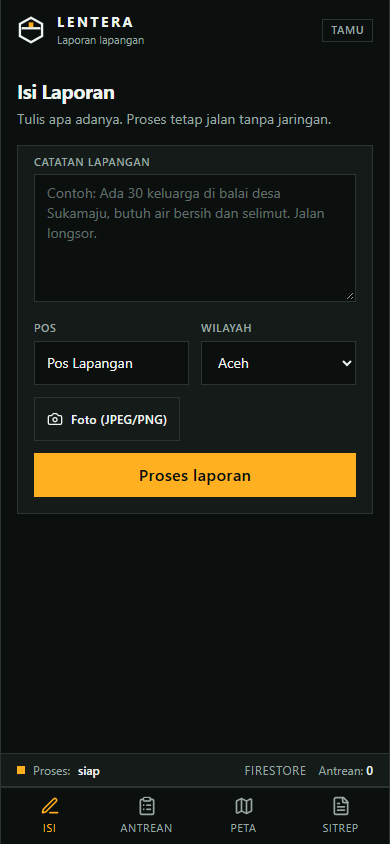 LENTERA
Laporan lapangan
TAMU
Isi Laporan
Tulis apa adanya. Proses tetap jalan tanpa jaringan.
CATATAN LAPANGAN
Contoh: Ada 30 keluarga di balai desa
Sukamaju, butuh air bersih dan selimut. Jalan
longsor.
POS
WILAYAH
Pos Lapangan
Aceh
Foto (JPEG/PNG)
Proses laporan
Proses: siap
FIRESTORE
Antrean: 0
ISI
ANTREAN
PETA
SITREP